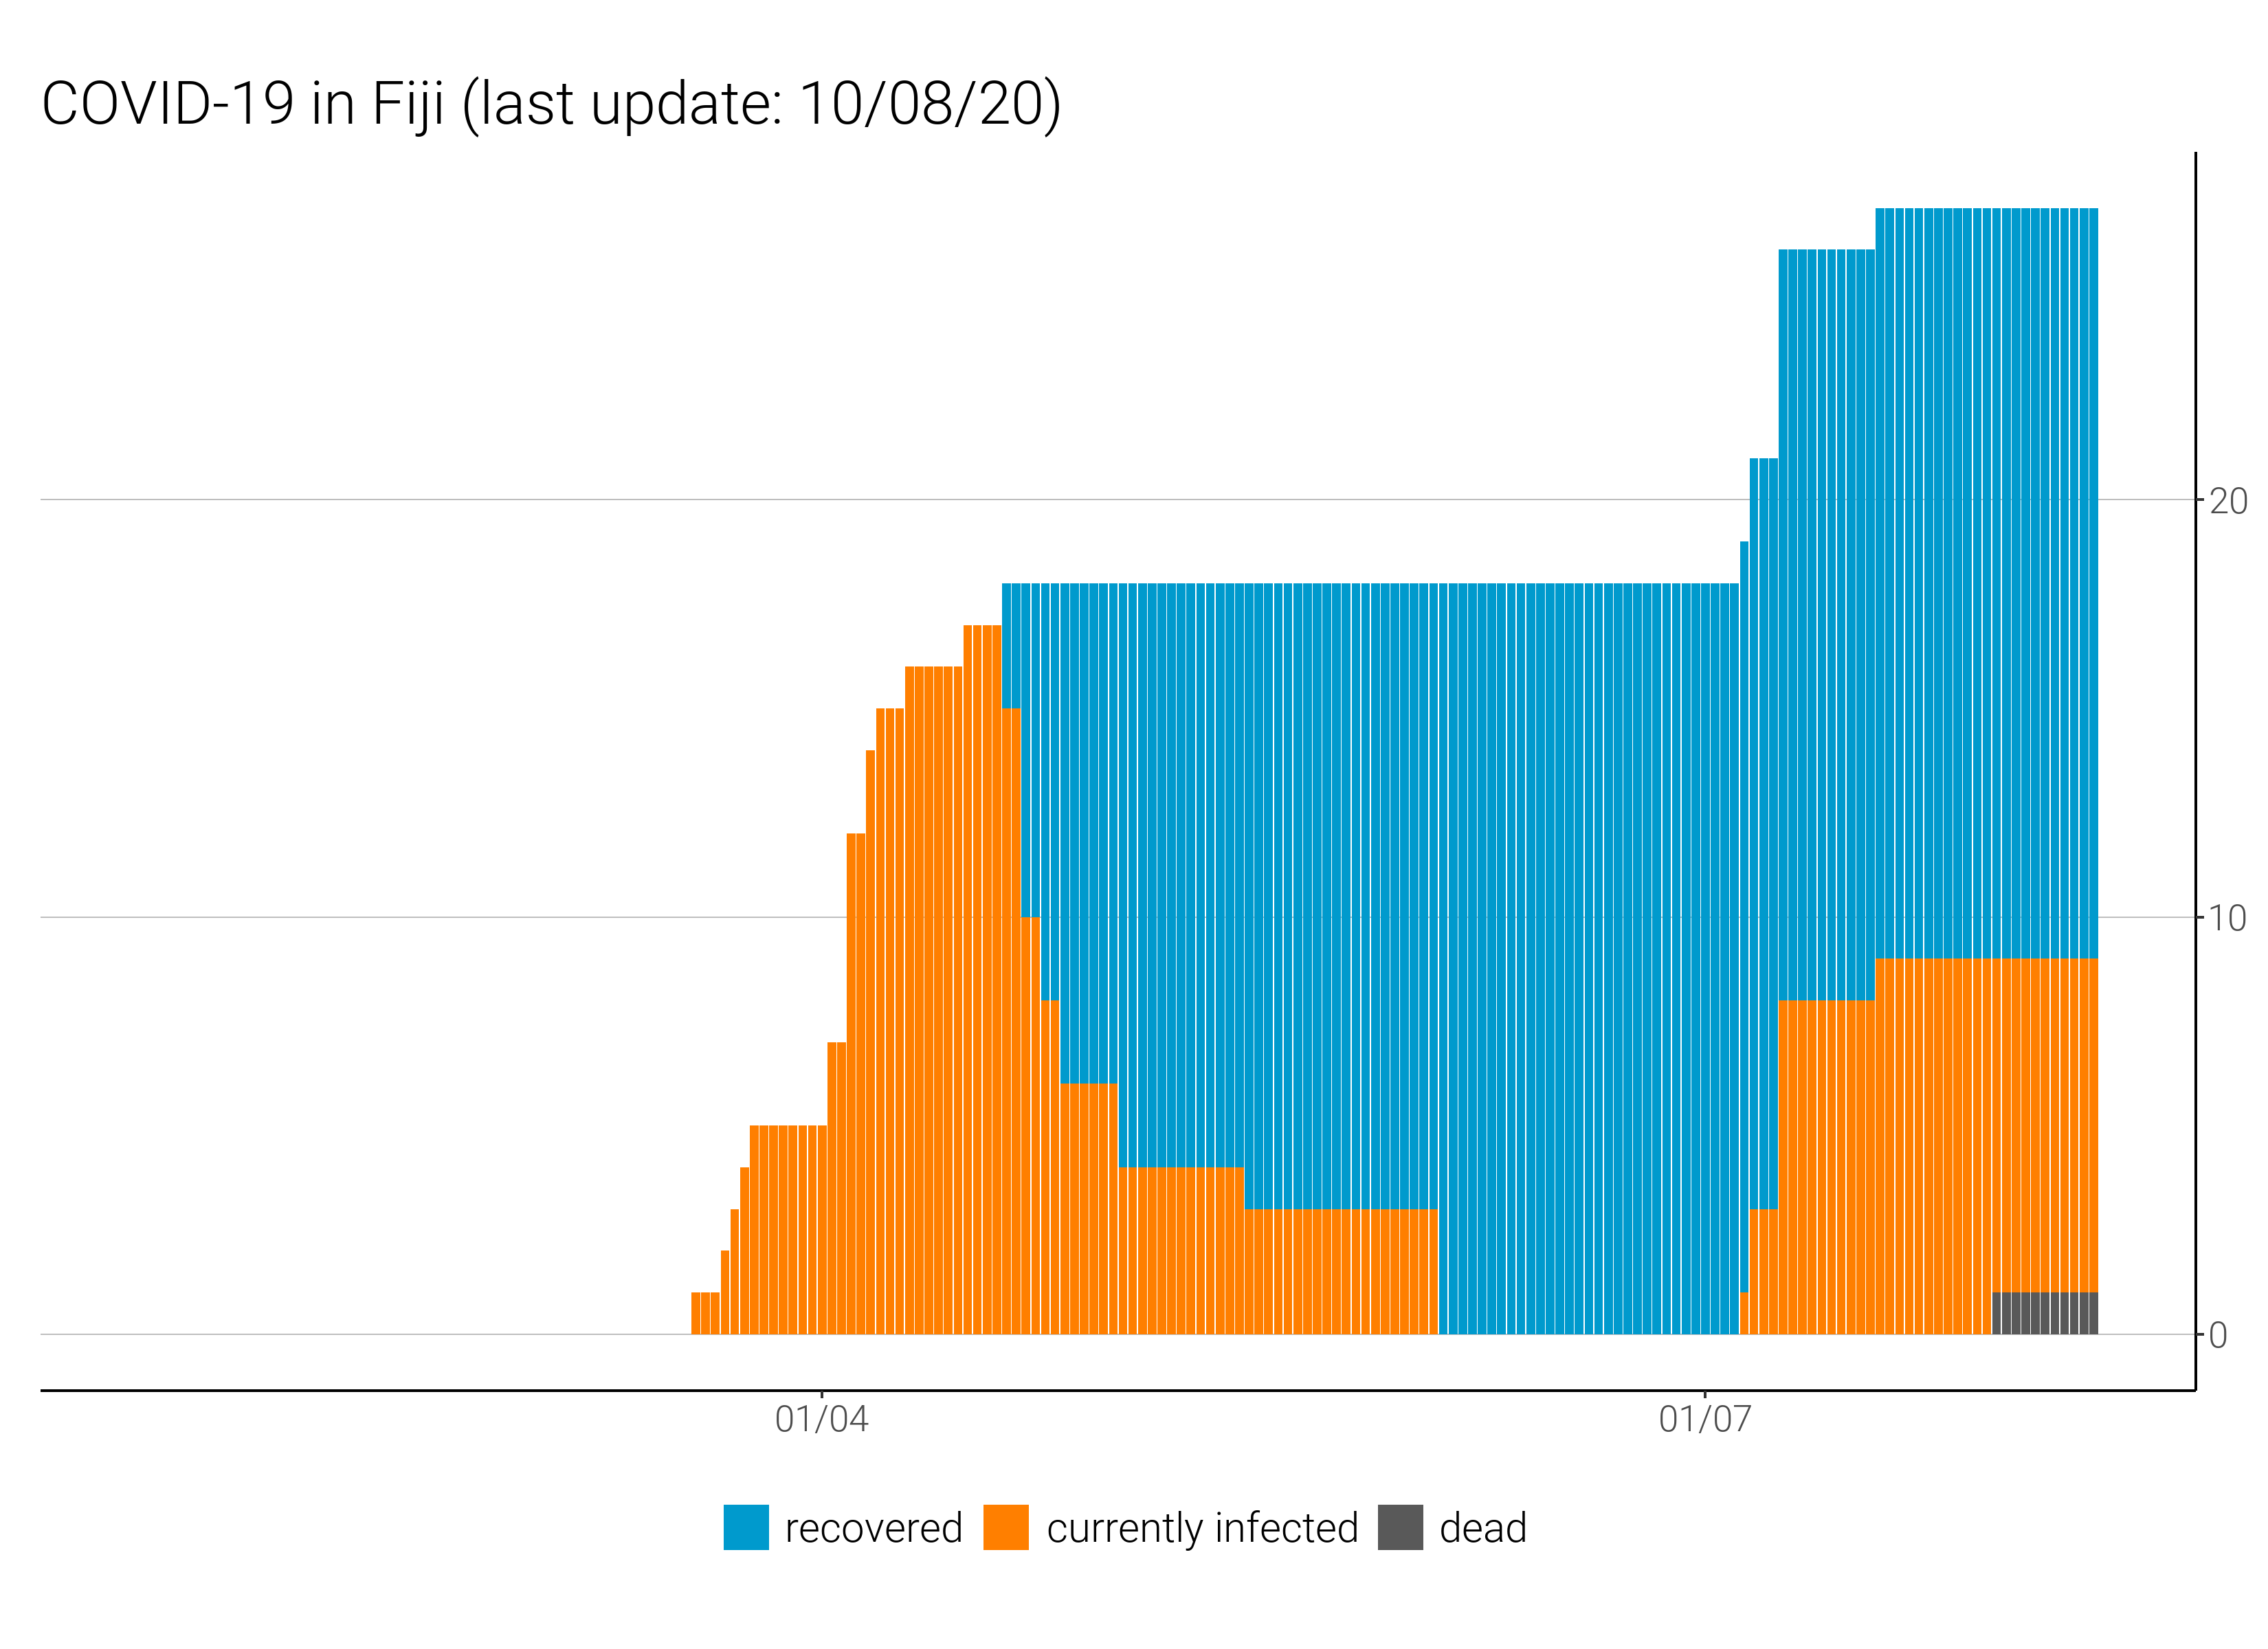 COVID-19 in Fiji (last update: 10/08/20)
20
10
0
01/04 01/07
recovered currently infected dead